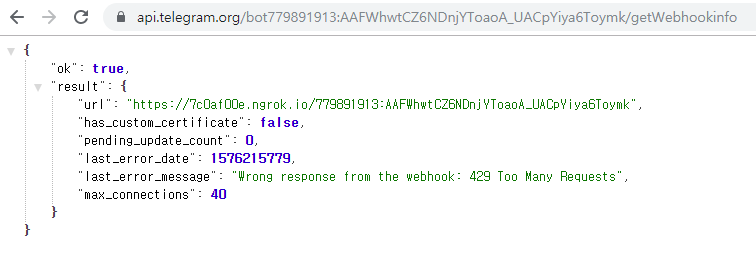 api.telegram.org/bot779891913:AAFWhwtCZ6NDnjYToaoA_UACpYiya6Toymk/getWebhookinfo
{
"ok": true,
"result": {
"url": "https://7c0af00e.ngrok.io/779891913:AAFWhwtCZ6NDnjYToaoA_UACpYiya6Toymk",
"has_custom_certificate": false,
"pending_update_count": 0,
"last_error_date": 1576215779,
"last_error_message": "Wrong response from the webhook: 429 Too Many Requests",
"max_connections": 40
}
}